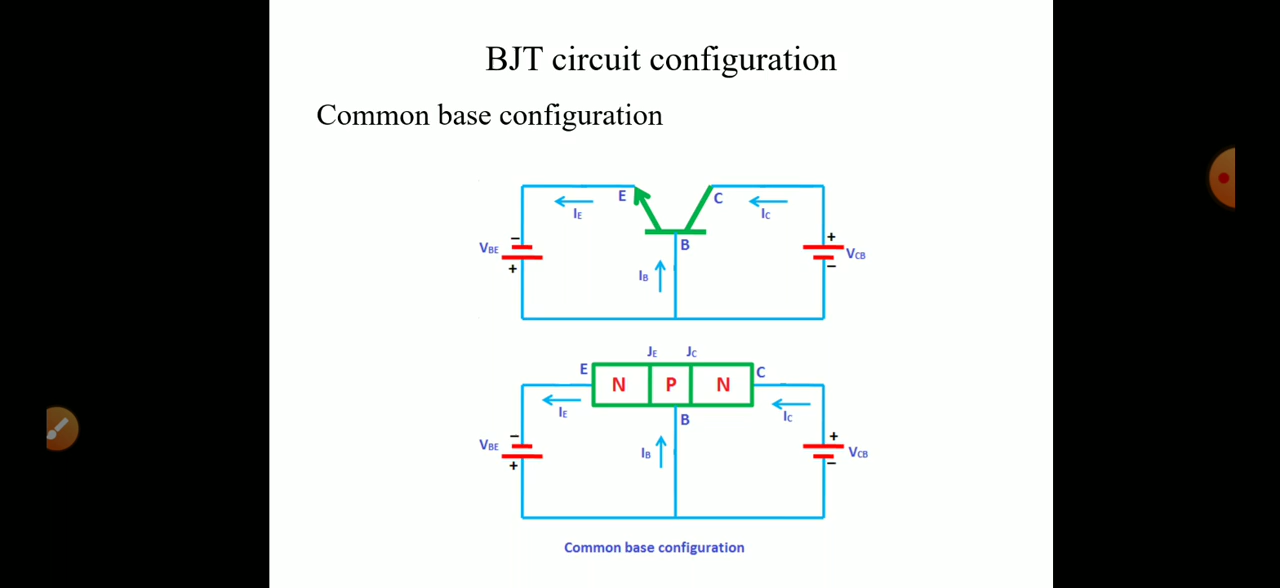 BJT circuit configuration
Common base configuration
E C
IE IC
B
VBE − + + − VCB
IB
JE JC
E N P N C
IE IC
B
VBE − + + − VCB
IB
Common base configuration